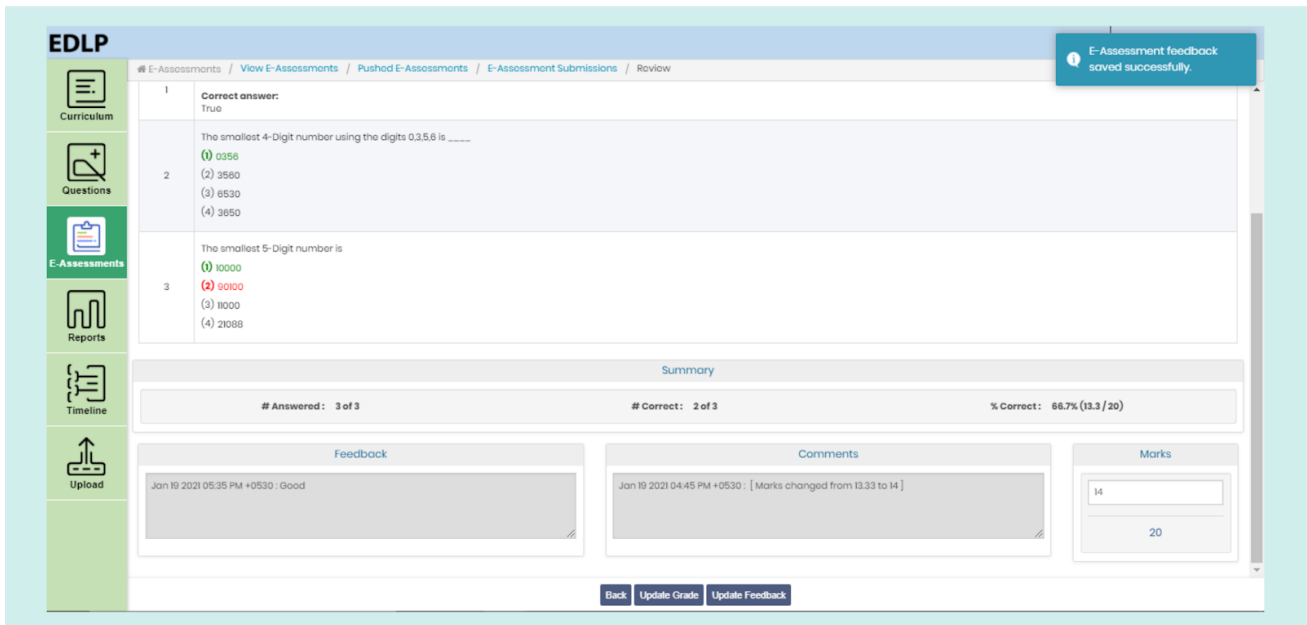 EDLP
E-Assessment feedback
saved successfully.
E-Assessments / View E-Assessments / Pushed E-Assessments / E-Assessment Submissions / Review
Curriculum
Questions
E-Assessments
Reports
Timeline
Upload
1
Correct answer:
True
2
The smallest 4-Digit number using the digits 0,3,5,6 is ____
(1) 0356
(2) 3560
(3) 6530
(4) 3650
3
The smallest 5-Digit number is
(1) 10000
(2) 90100
(3) 11000
(4) 21088
Summary
# Answered : 3 of 3 # Correct : 2 of 3 % Correct : 66.7% (13.3 / 20)
Feedback
Jan 19 2021 05:35 PM +0530 : Good
Comments
Jan 19 2021 04:45 PM +0530 : [ Marks changed from 13.33 to 14 ]
Marks
14
20
Back Update Grade Update Feedback